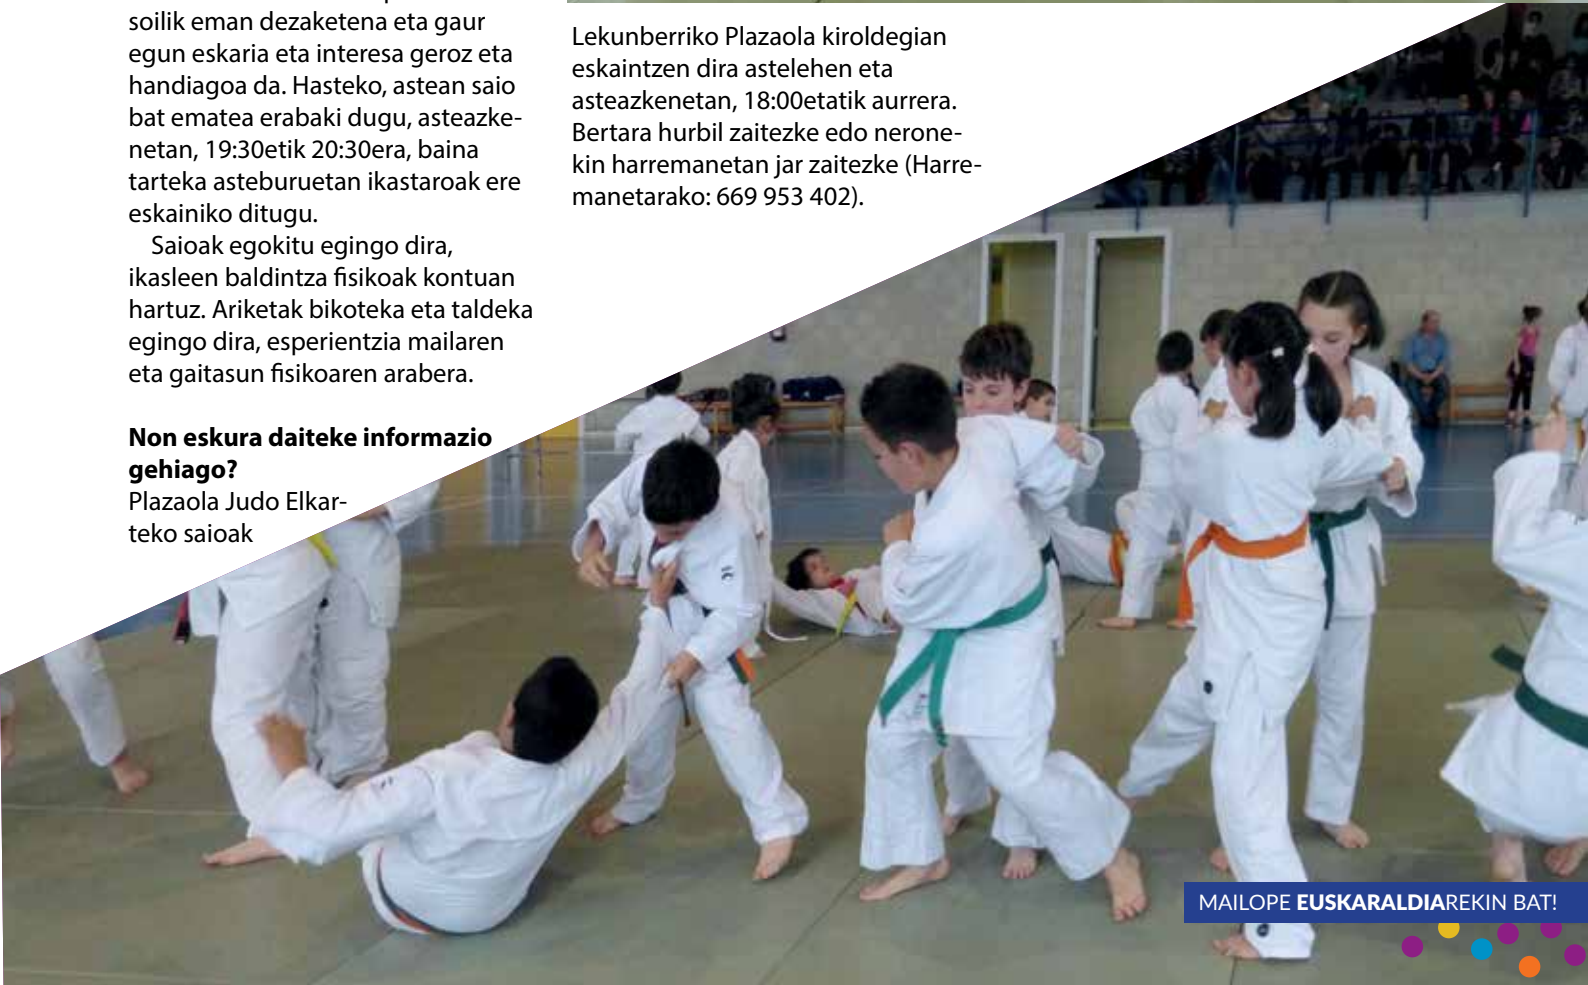 soilik eman dezaketena eta gaur
egun eskaria eta interesa geroz eta
handiagoa da. Hasteko, astean saio
bat ematea erabaki dugu, asteazke-
netan, 19:30etik 20:30era, baina
tarteka asteburuetan ikastaroak ere
eskainiko ditugu.
Saioak egokitu egingo dira,
ikasleen baldintza fisikoak kontuan
hartuz. Ariketak bikoteka eta taldeka
egingo dira, esperientzia mailaren
eta gaitasun fisikoaren arabera.
Non eskura daiteke informazio
gehiago?
Plazaola Judo Elkar-
teko saioak
Lekunberriko Plazaola kiroldegian
eskaintzen dira astelehen eta
asteazkenetan, 18:00etatik aurrera.
Bertara hurbil zaitezke edo nerone-
kin harremanetan jar zaitezke (Harre-
manetarako: 669 953 402).
MAILOPE EUSKARALDIAREKIN BAT!